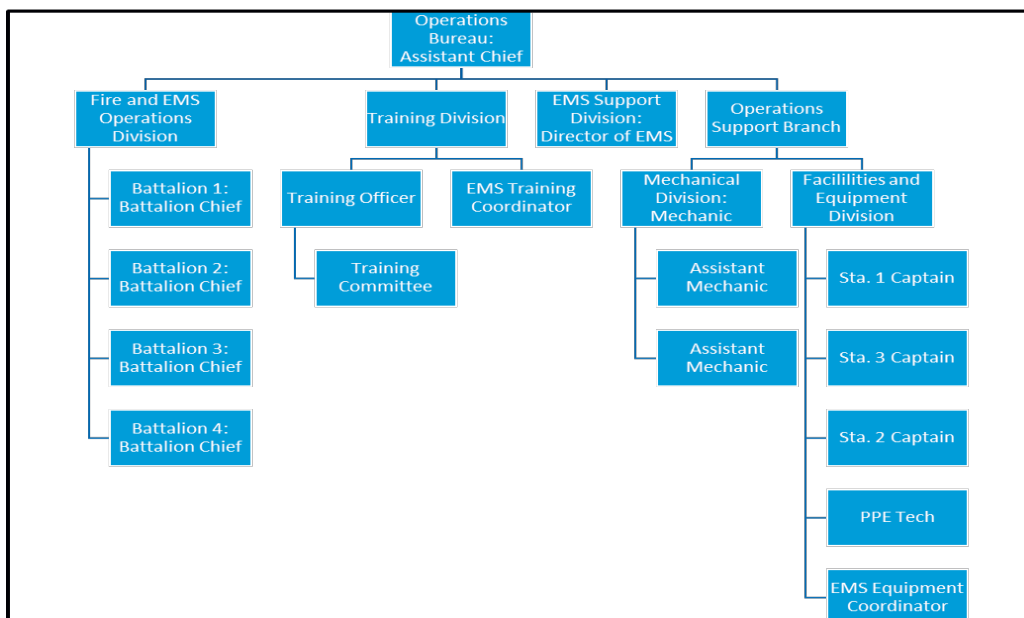 Operations
Bureau:
Assistant Chief
Fire and EMS
Operations
Division
Training Division
EMS Support
Division:
Director of EMS
Operations
Support Branch
Battalion 1:
Battalion Chief
Battalion 2:
Battalion Chief
Battalion 3:
Battalion Chief
Battalion 4:
Battalion Chief
Training Officer
EMS Training
Coordinator
Training
Committee
Mechanical
Division:
Mechanic
Facililities and
Equipment
Division
Assistant
Mechanic
Assistant
Mechanic
Sta. 1 Captain
Sta. 3 Captain
Sta. 2 Captain
PPE Tech
EMS Equipment
Coordinator